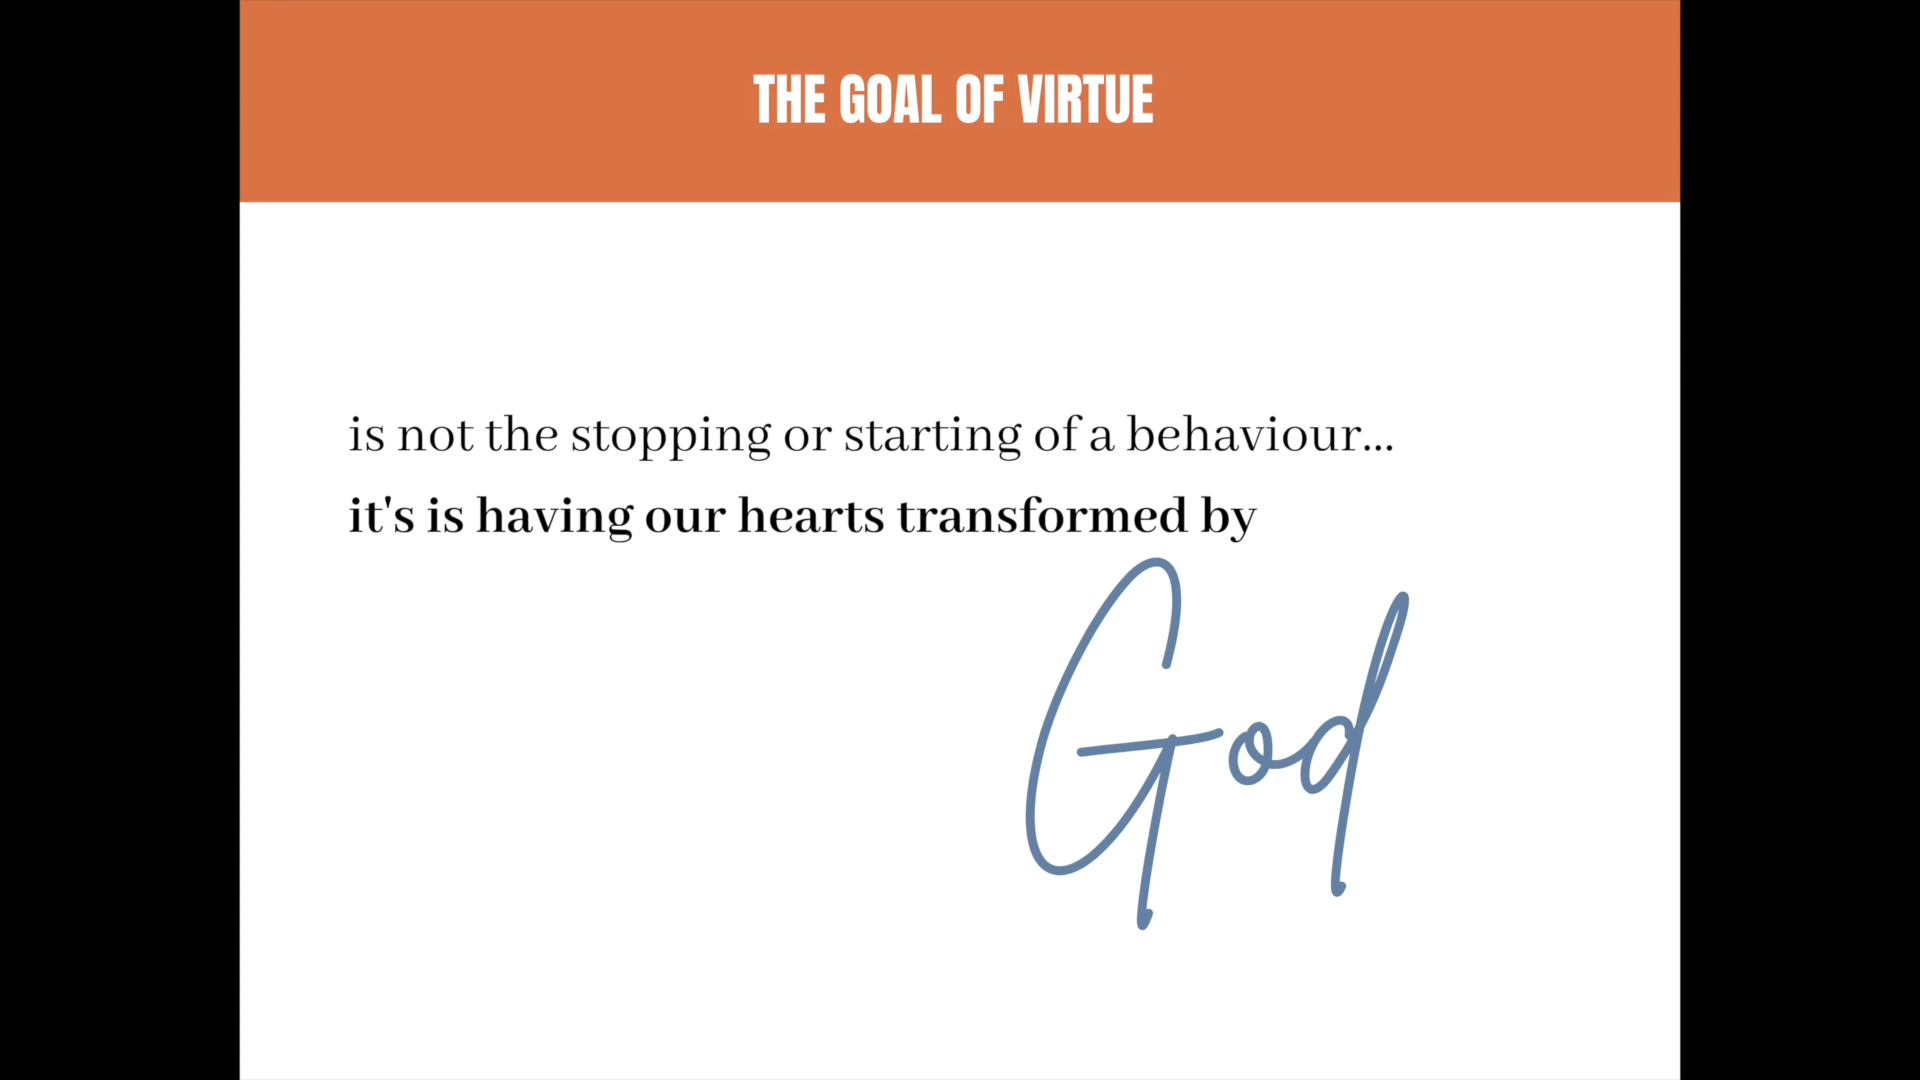 THE GOAL OF VIRTUE
is not the stopping or starting of a behaviour...
it's is having our hearts transformed by
God